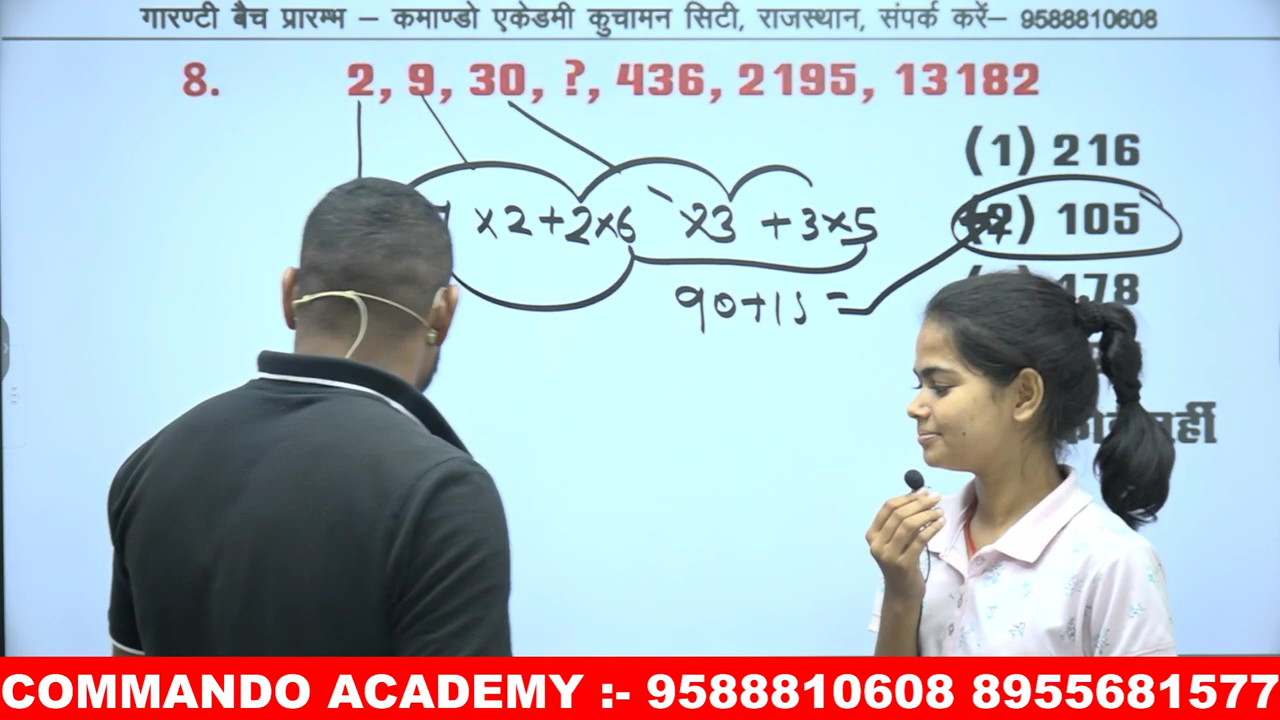 गारण्टी बैच प्रारम्भ – कमाण्डो एकेडमी कुचामन सिटी, राजस्थान, संपर्क करें– 9588810608
8. 2, 9, 30, ?, 436, 2195, 13182
(1) 216
(2) 105
×2+2×6 ×3 +3×5
178
90+15 =
COMMANDO ACADEMY :- 9588810608 8955681577